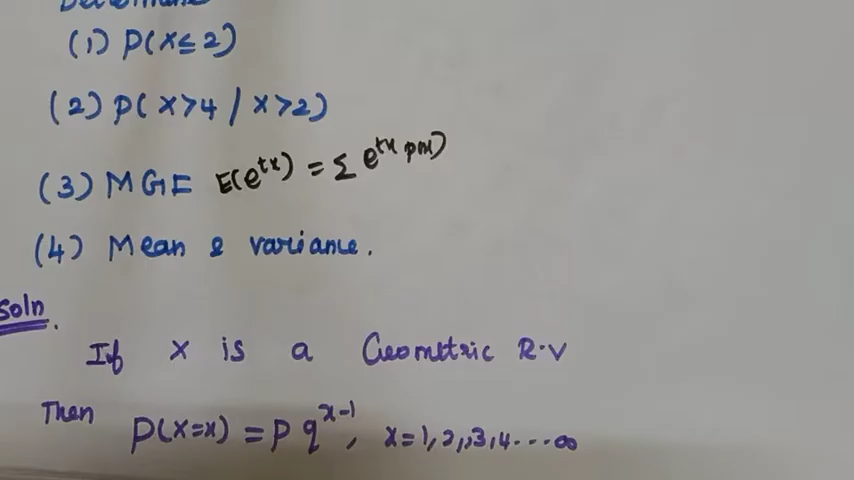 Determine
(1) P(X≤2)
(2) P( X>4 / X>2)
(3) MGF E(e^{tx}) = Σ e^{tx} p(x)
(4) Mean & variance.
Soln.
If X is a Geometric R.V
Then P(X=x) = p q^{x-1}, x=1,2,3,4...∞